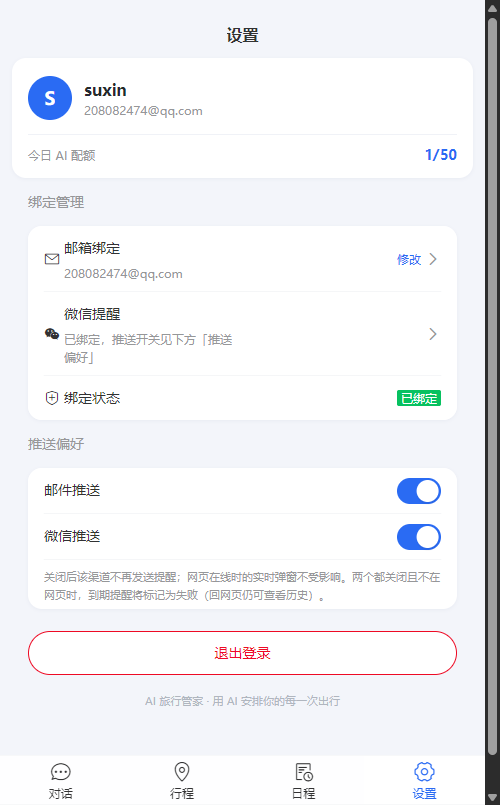 设置
S
suxin
208082474@qq.com
今日 AI 配额
1/50
绑定管理
邮箱绑定
208082474@qq.com
修改
微信提醒
已绑定，推送开关见下方「推送
偏好」
绑定状态
已绑定
推送偏好
邮件推送
微信推送
关闭后该渠道不再发送提醒；网页在线时的实时弹窗不受影响。两个都关闭且不在
网页时，到期提醒将标记为失败（回网页仍可查看历史）。
退出登录
AI 旅行管家 · 用 AI 安排你的每一次出行
对话
行程
日程
设置